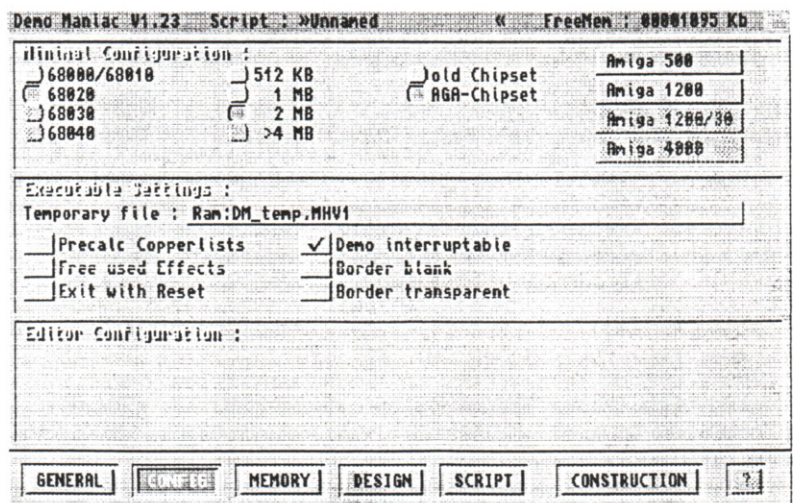 Demo Maniac V1.23 Script : »Unnamed « FreeMem : 00001095 Kb
Minimal Configuration :
68000/68010 512 KB old Chipset Amiga 500
68020 1 MB AGA-Chipset Amiga 1200
68030 2 MB Amiga 1200/30
68040 >4 MB Amiga 4000
Executable Settings :
Temporary file : Ram:DM_temp.MHV1
Precalc Copperlists Demo interruptable
Free used Effects Border blank
Exit with Reset Border transparent
Editor Configuration :
GENERAL CONFIG MEMORY DESIGN SCRIPT CONSTRUCTION ?